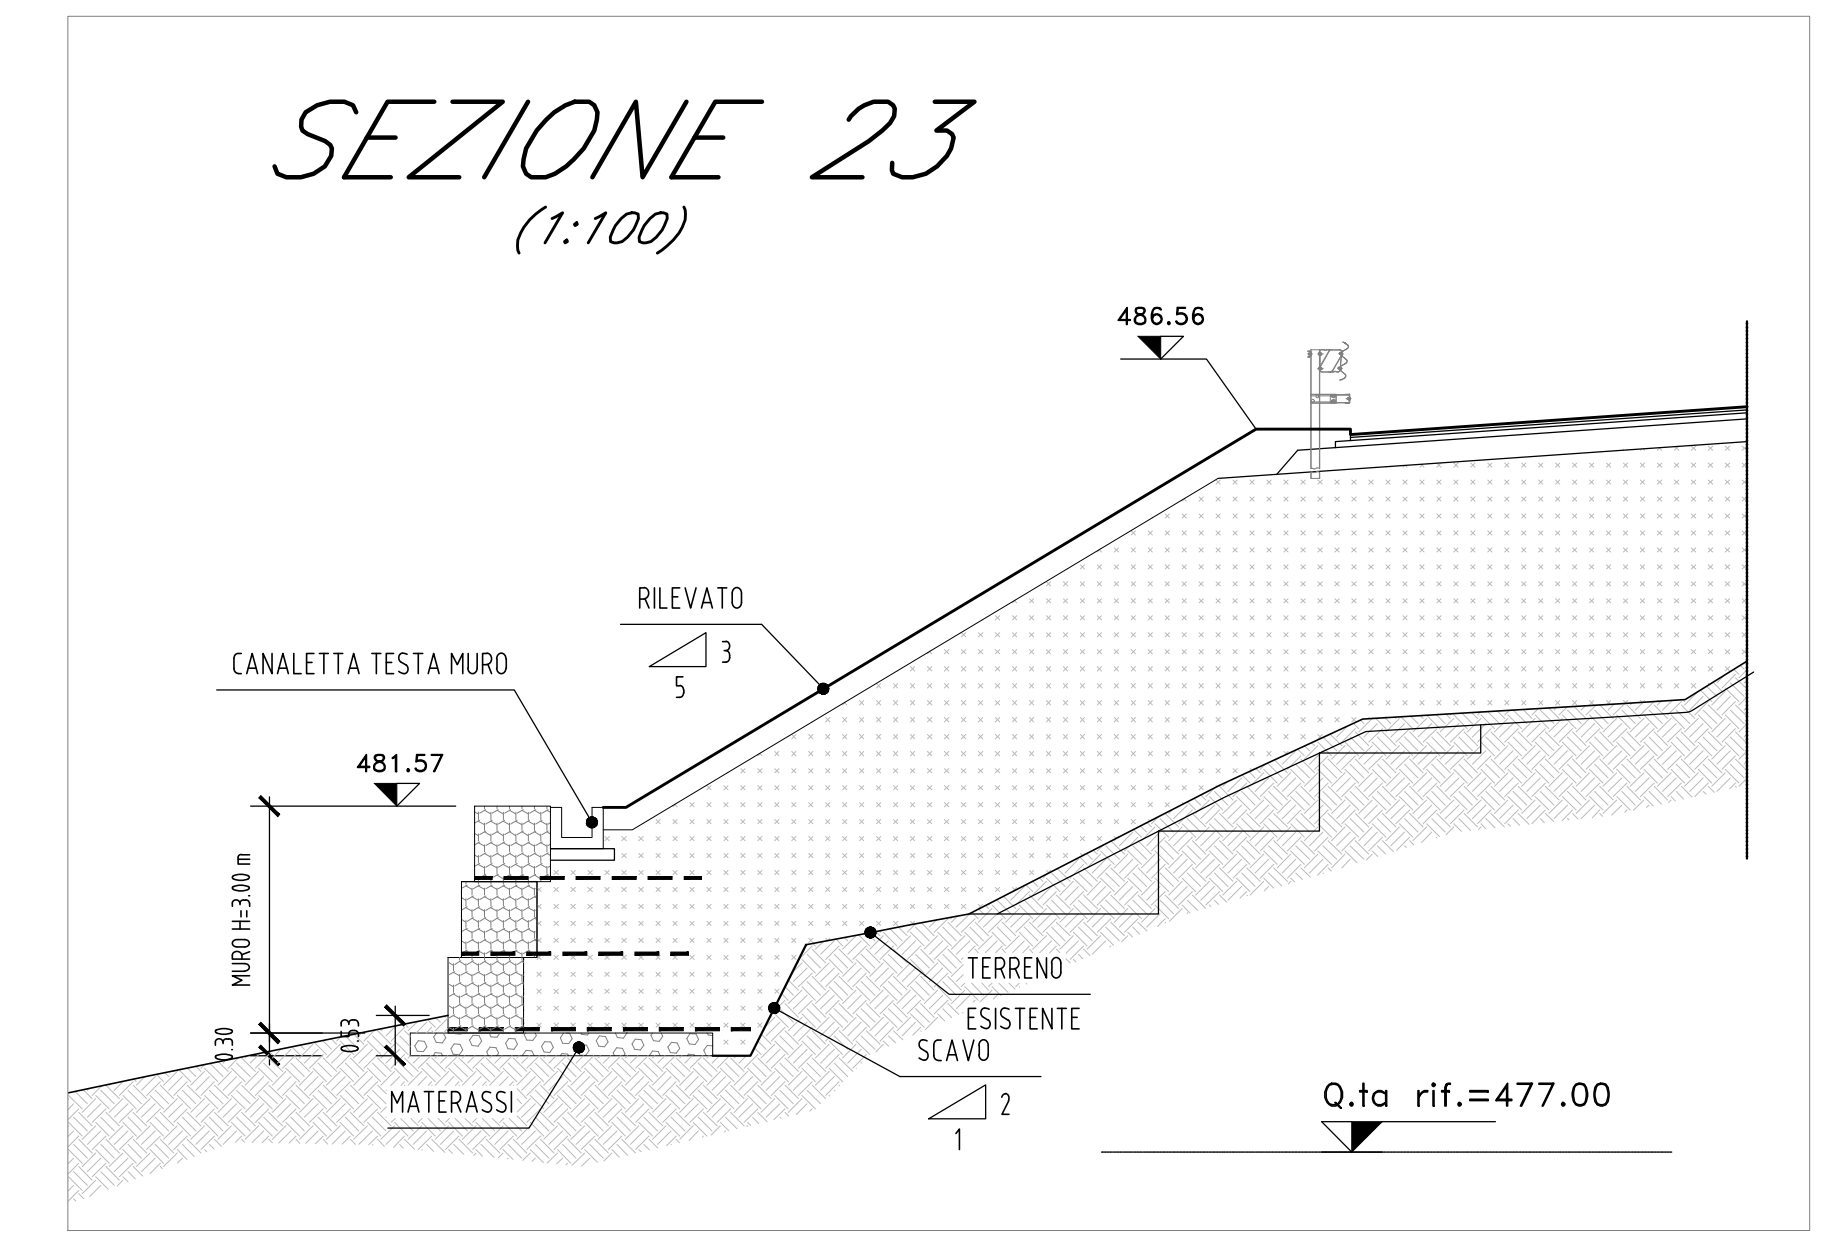 SEZIONE 23
(1:100)
486.56
RILEVATO
3
5
CANALETTA TESTA MURO
481.57
MURO H=3.00 m
0.30
0.53
TERRENO
ESISTENTE
SCAVO
2
1
MATERASSI
Q.ta rif.=477.00